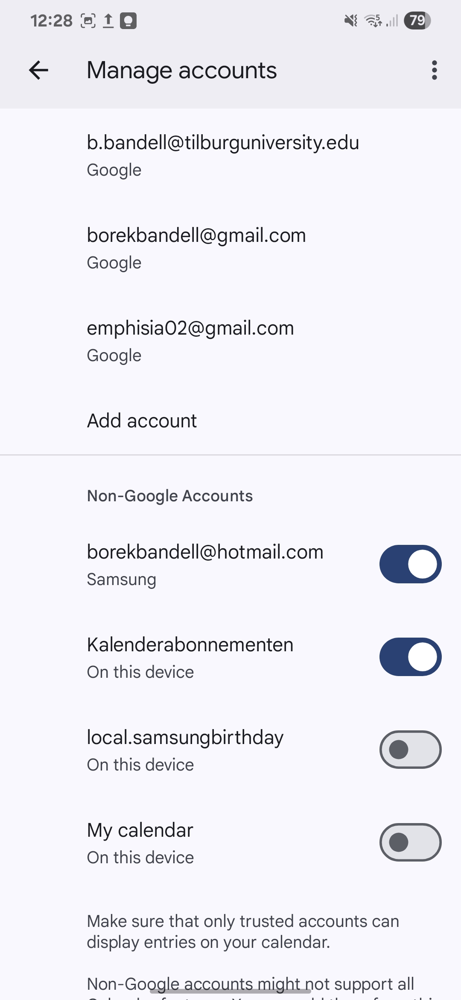 12:28
5
79
Manage accounts
b.bandell@tilburguniversity.edu
Google
borekbandell@gmail.com
Google
emphisia02@gmail.com
Google
Add account
Non-Google Accounts
borekbandell@hotmail.com
Samsung
Kalenderabonnementen
On this device
local.samsungbirthday
On this device
My calendar
On this device
Make sure that only trusted accounts can
display entries on your calendar.
Non-Google accounts might not support all